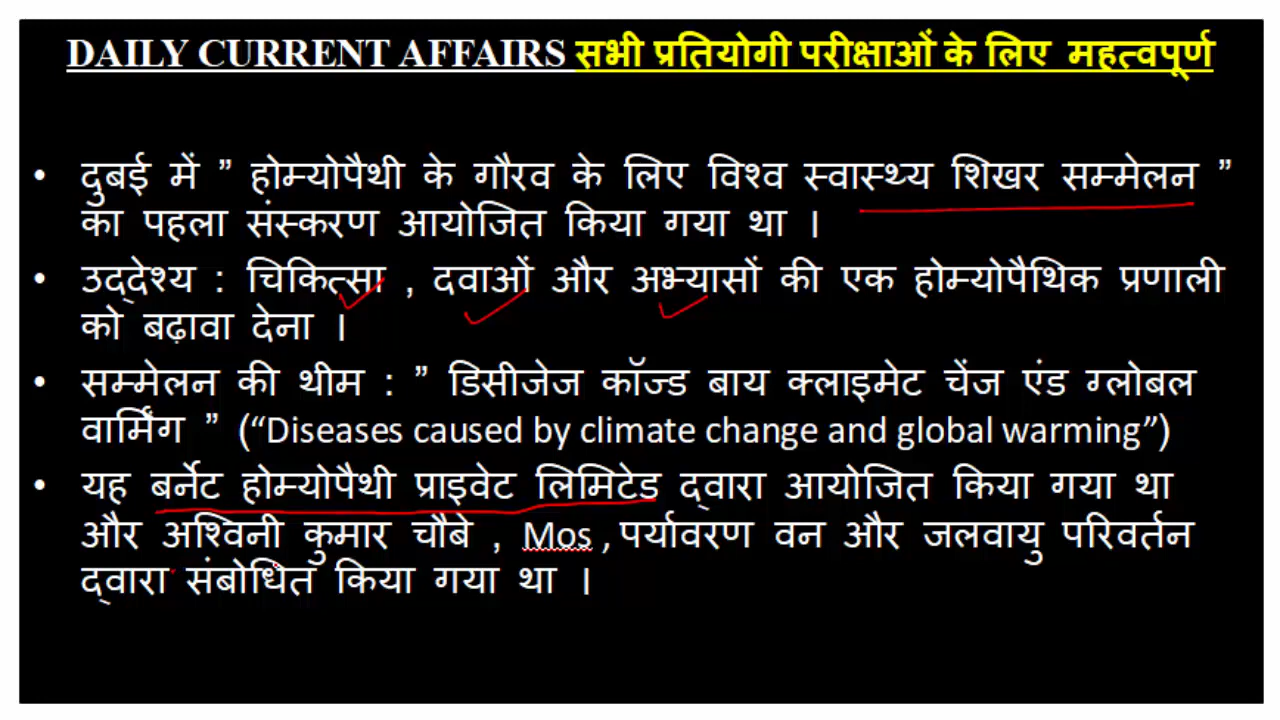 DAILY CURRENT AFFAIRS सभी प्रतियोगी परीक्षाओं के लिए महत्वपूर्ण
• दुबई में ” होम्योपैथी के गौरव के लिए विश्व स्वास्थ्य शिखर सम्मेलन ”
का पहला संस्करण आयोजित किया गया था ।
• उद्देश्य : चिकित्सा , दवाओं और अभ्यासों की एक होम्योपैथिक प्रणाली
को बढ़ावा देना ।
• सम्मेलन की थीम : ” डिसीजेज कॉज्ड बाय क्लाइमेट चेंज एंड ग्लोबल
वार्मिंग ” (“Diseases caused by climate change and global warming”)
• यह बर्नेट होम्योपैथी प्राइवेट लिमिटेड द्वारा आयोजित किया गया था
और अश्विनी कुमार चौबे , Mos , पर्यावरण वन और जलवायु परिवर्तन
द्वारा संबोधित किया गया था ।